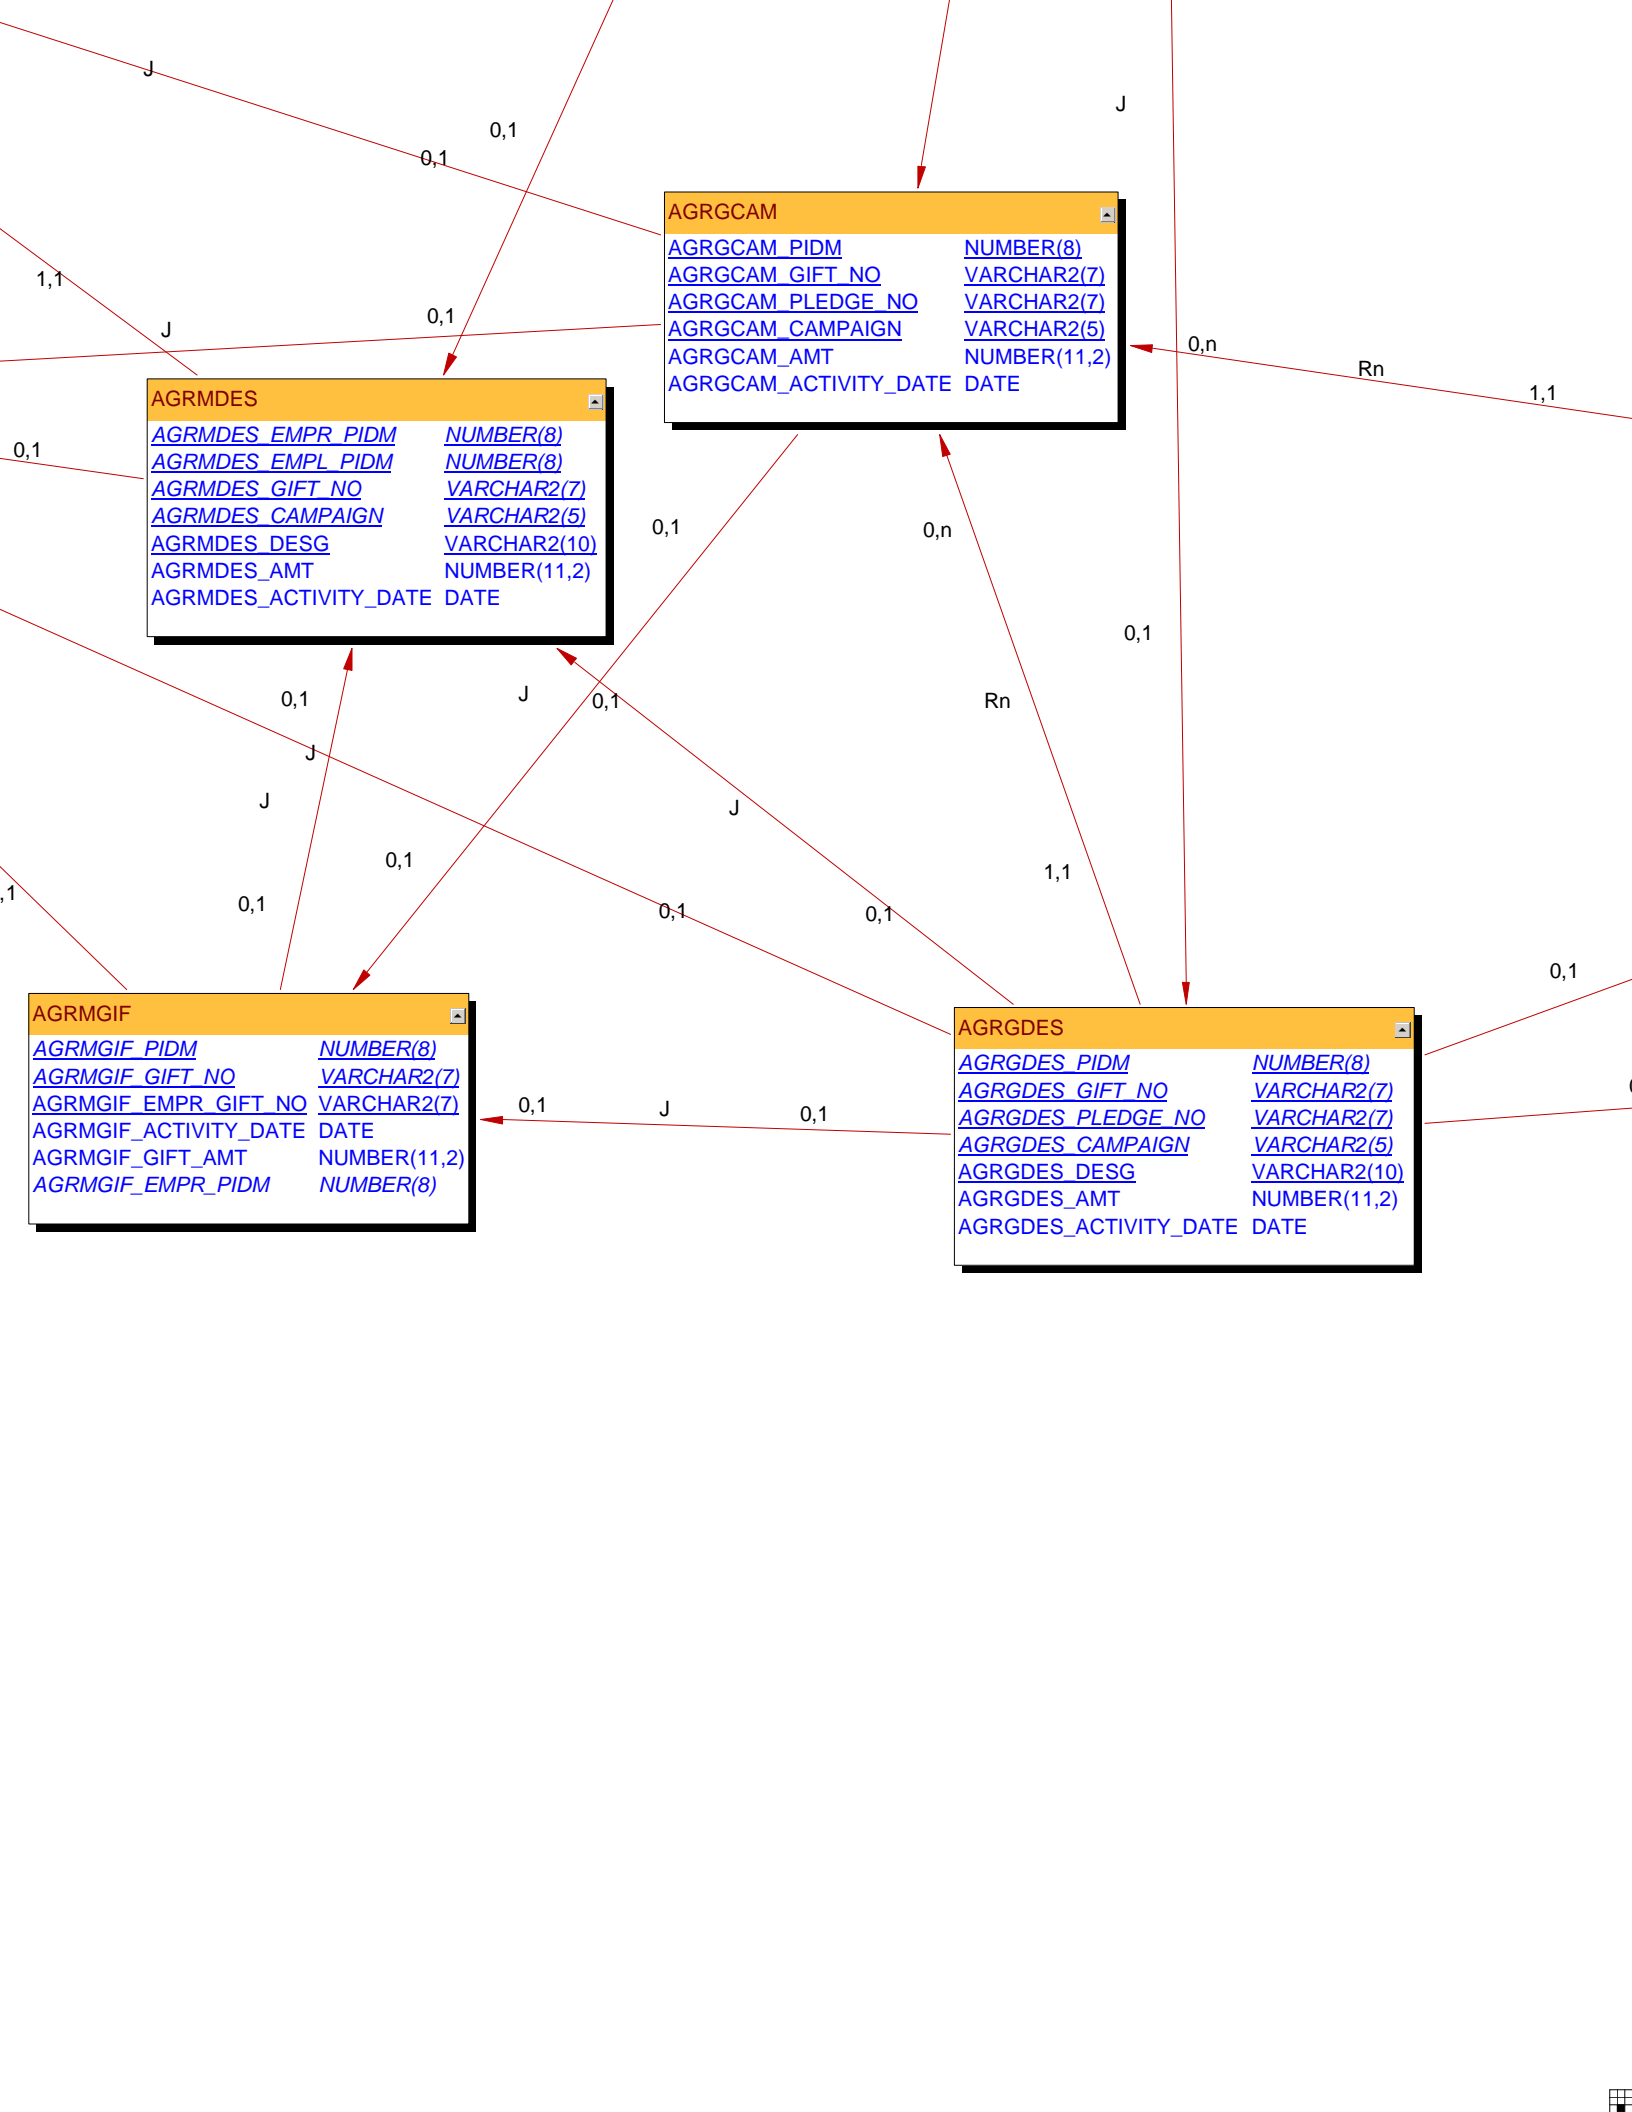 J
J
0,1
0,1
AGRGCAM
AGRGCAM_PIDM NUMBER(8)
AGRGCAM_GIFT_NO VARCHAR2(7)
AGRGCAM_PLEDGE_NO VARCHAR2(7)
AGRGCAM_CAMPAIGN VARCHAR2(5)
AGRGCAM_AMT NUMBER(11,2)
AGRGCAM_ACTIVITY_DATE DATE
1,1
J
0,1
0,n
Rn
1,1
AGRMDES
AGRMDES_EMPR_PIDM NUMBER(8)
AGRMDES_EMPL_PIDM NUMBER(8)
AGRMDES_GIFT_NO VARCHAR2(7)
AGRMDES_CAMPAIGN VARCHAR2(5)
AGRMDES_DESG VARCHAR2(10)
AGRMDES_AMT NUMBER(11,2)
AGRMDES_ACTIVITY_DATE DATE
0,1
0,1
0,n
0,1
0,1
J
0,1
Rn
J
J
J
0,1
1,1
,1
0,1
0,1
0,1
0,1
AGRMGIF
AGRMGIF_PIDM NUMBER(8)
AGRMGIF_GIFT_NO VARCHAR2(7)
AGRMGIF_EMPR_GIFT_NO VARCHAR2(7)
AGRMGIF_ACTIVITY_DATE DATE
AGRMGIF_GIFT_AMT NUMBER(11,2)
AGRMGIF_EMPR_PIDM NUMBER(8)
0,1
J
0,1
AGRGDES
AGRGDES_PIDM NUMBER(8)
AGRGDES_GIFT_NO VARCHAR2(7)
AGRGDES_PLEDGE_NO VARCHAR2(7)
AGRGDES_CAMPAIGN VARCHAR2(5)
AGRGDES_DESG VARCHAR2(10)
AGRGDES_AMT NUMBER(11,2)
AGRGDES_ACTIVITY_DATE DATE